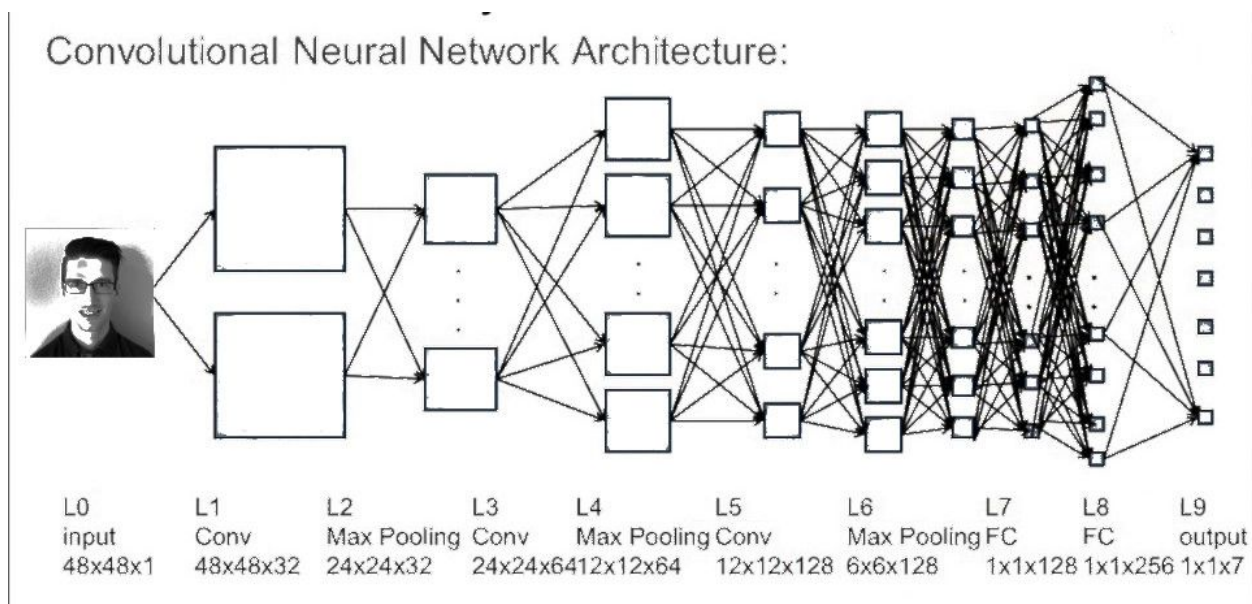 Convolutional Neural Network Architecture:
L0 L1 L2 L3 L4 L5 L6 L7 L8 L9
input Conv Max Pooling Conv Max Pooling Conv Max Pooling FC FC output
48x48x1 48x48x32 24x24x32 24x24x6412x12x64 12x12x128 6x6x128 1x1x128 1x1x256 1x1x7